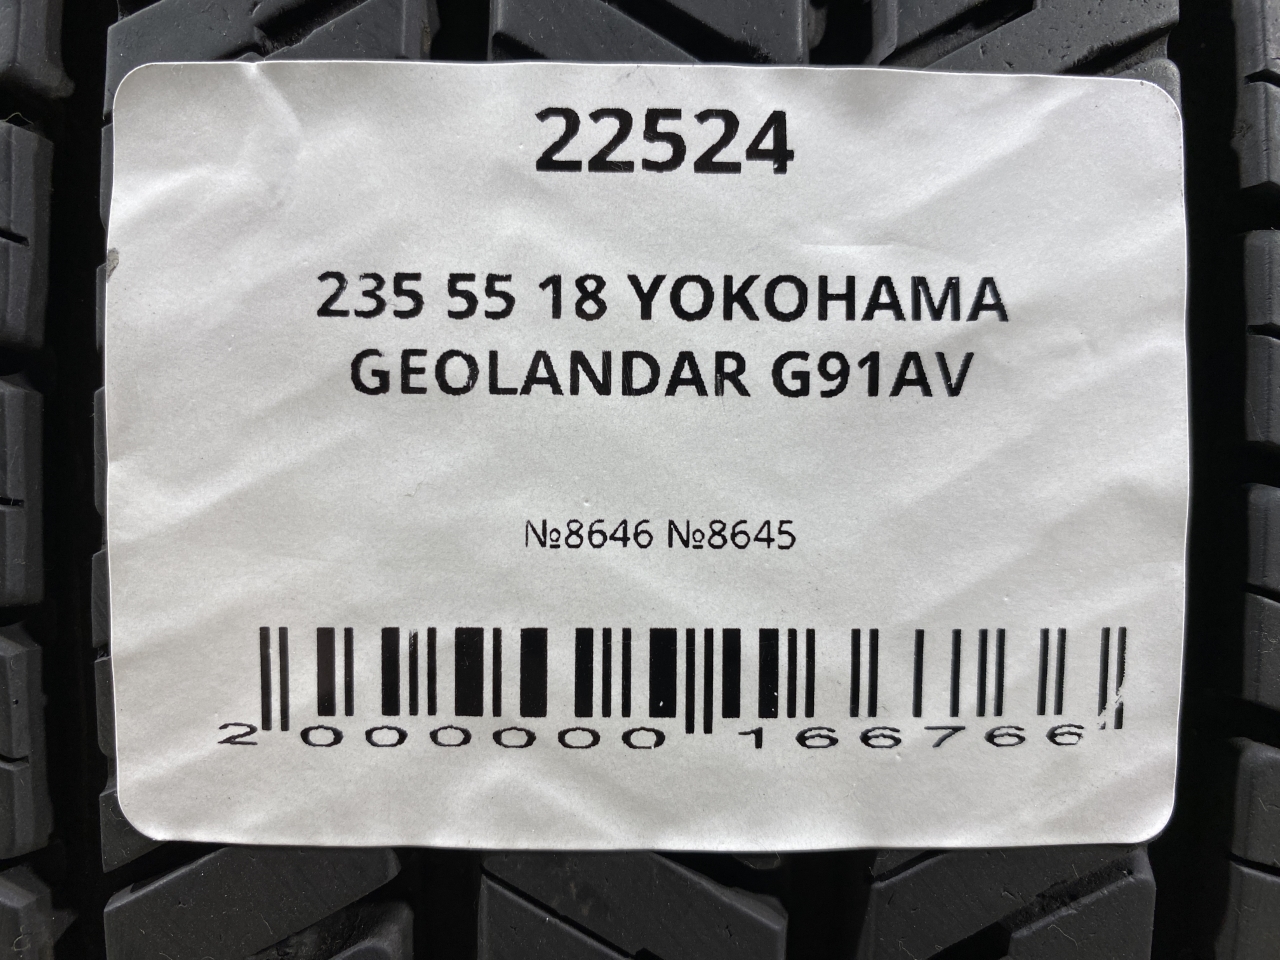 22524
235 55 18 YOKOHAMA
GEOLANDAR G91AV
№8646 №8645
2 000000 166766